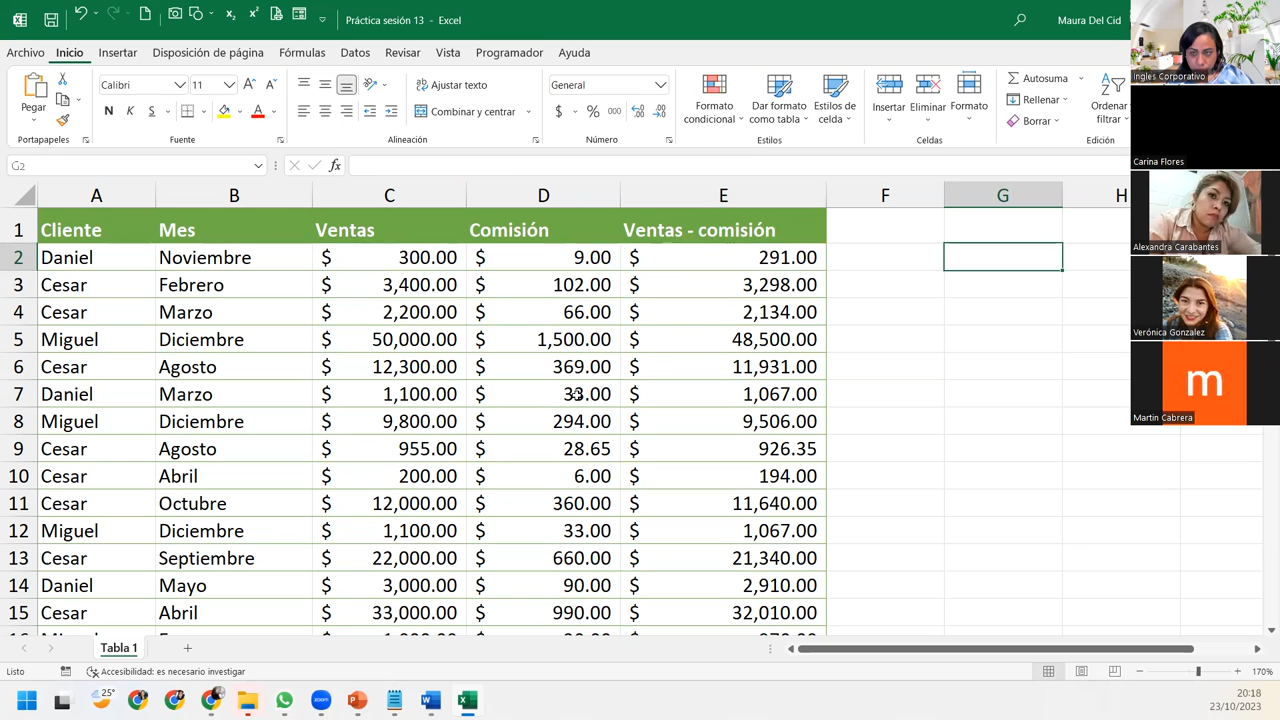 Práctica sesión 13 - Excel
Maura Del Cid
Archivo Inicio Insertar Disposición de página Fórmulas Datos Revisar Vista Programador Ayuda
Pegar
Portapapeles
Calibri 11
N K S
Fuente
Ajustar texto
Combinar y centrar
Alineación
General
$ % 000
Número
Formato condicional
Dar formato como tabla
Estilos de celda
Estilos
Insertar
Eliminar
Formato
Celdas
Autosuma
Rellenar
Borrar
Ordenar
filtrar
Edición
G2
fx
A B C D E F G H
1 Cliente Mes Ventas Comisión Ventas - comisión
2 Daniel Noviembre $ 300.00 $ 9.00 $ 291.00
3 Cesar Febrero $ 3,400.00 $ 102.00 $ 3,298.00
4 Cesar Marzo $ 2,200.00 $ 66.00 $ 2,134.00
5 Miguel Diciembre $ 50,000.00 $ 1,500.00 $ 48,500.00
6 Cesar Agosto $ 12,300.00 $ 369.00 $ 11,931.00
7 Daniel Marzo $ 1,100.00 $ 33.00 $ 1,067.00
8 Miguel Diciembre $ 9,800.00 $ 294.00 $ 9,506.00
9 Cesar Agosto $ 955.00 $ 28.65 $ 926.35
10 Cesar Abril $ 200.00 $ 6.00 $ 194.00
11 Cesar Octubre $ 12,000.00 $ 360.00 $ 11,640.00
12 Miguel Diciembre $ 1,100.00 $ 33.00 $ 1,067.00
13 Cesar Septiembre $ 22,000.00 $ 660.00 $ 21,340.00
14 Daniel Mayo $ 3,000.00 $ 90.00 $ 2,910.00
15 Cesar Abril $ 33,000.00 $ 990.00 $ 32,010.00
Tabla 1
Listo
Accesibilidad: es necesario investigar
170%
25°
20:18
23/10/2023
Ingles Corporativo
Carina Flores
Alexandra Carabantes
Verónica Gonzalez
m
Martin Cabrera